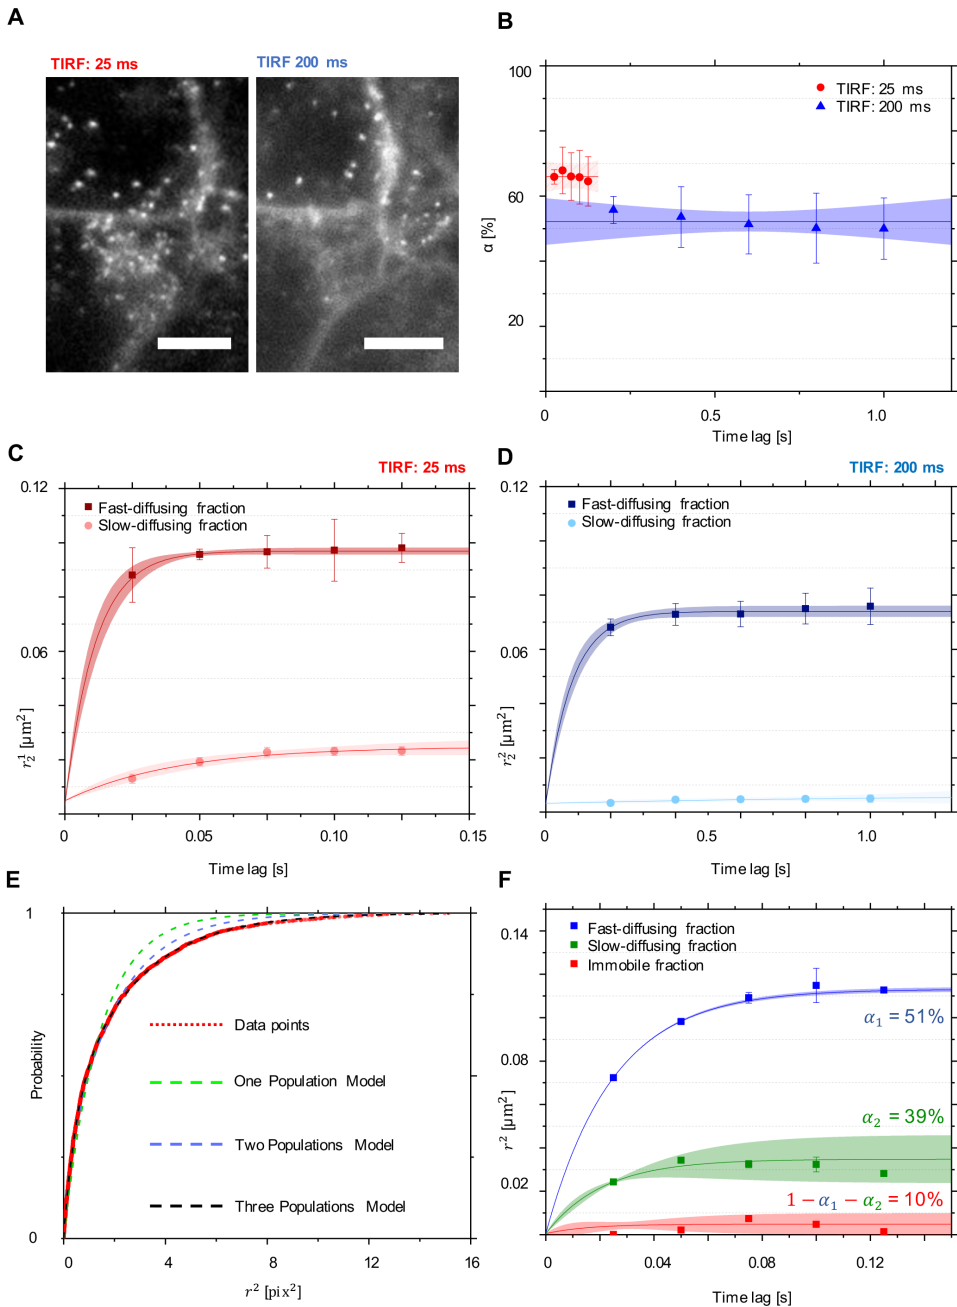 A
TIRF: 25 ms
TIRF 200 ms
B
100
60
20
α [%]
TIRF: 25 ms
TIRF: 200 ms
0
0.5
1.0
Time lag [s]
C
TIRF: 25 ms
0.12
0.06
r₂¹ [µm²]
Fast-diffusing fraction
Slow-diffusing fraction
0
0.05
0.10
0.15
Time lag [s]
D
TIRF: 200 ms
0.12
0.06
r₂² [µm²]
Fast-diffusing fraction
Slow-diffusing fraction
0
0.5
1.0
Time lag [s]
E
1
0
Probability
Data points
One Population Model
Two Populations Model
Three Populations Model
0
4
8
12
16
r² [pix²]
F
0.14
0.08
0.02
r² [µm²]
Fast-diffusing fraction
Slow-diffusing fraction
Immobile fraction
α₁ = 51%
α₂ = 39%
1 − α₁ − α₂ = 10%
0
0.04
0.08
0.12
Time lag [s]